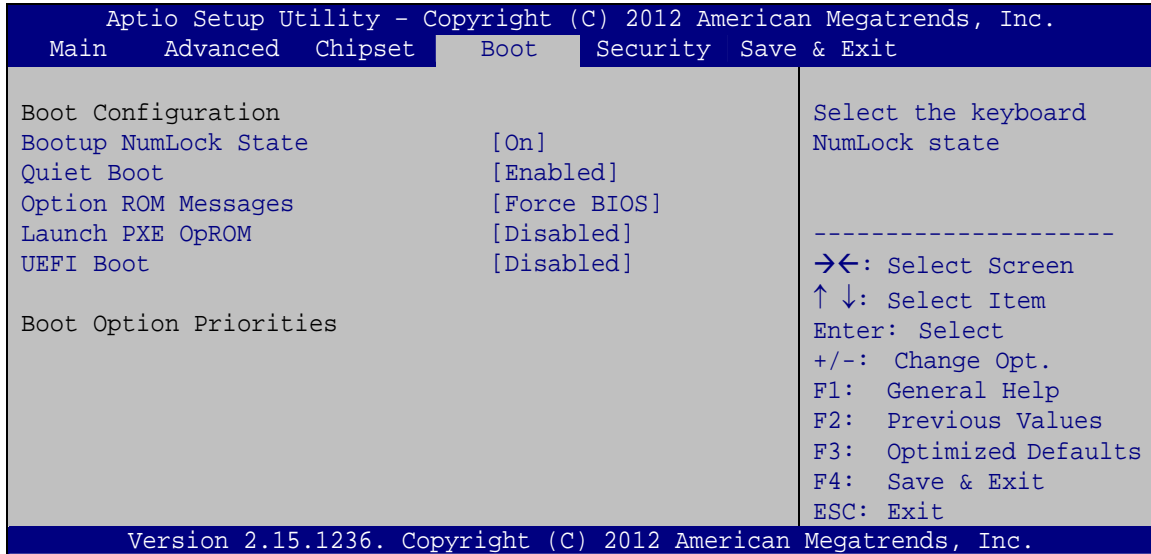 Aptio Setup Utility – Copyright (C) 2012 American Megatrends, Inc.
Main Advanced Chipset Boot Security Save & Exit
Boot Configuration
Bootup NumLock State [On]
Quiet Boot [Enabled]
Option ROM Messages [Force BIOS]
Launch PXE OpROM [Disabled]
UEFI Boot [Disabled]
Boot Option Priorities
Select the keyboard
NumLock state
---------------------
→←: Select Screen
↑ ↓: Select Item
Enter: Select
+/-: Change Opt.
F1: General Help
F2: Previous Values
F3: Optimized Defaults
F4: Save & Exit
ESC: Exit
Version 2.15.1236. Copyright (C) 2012 American Megatrends, Inc.